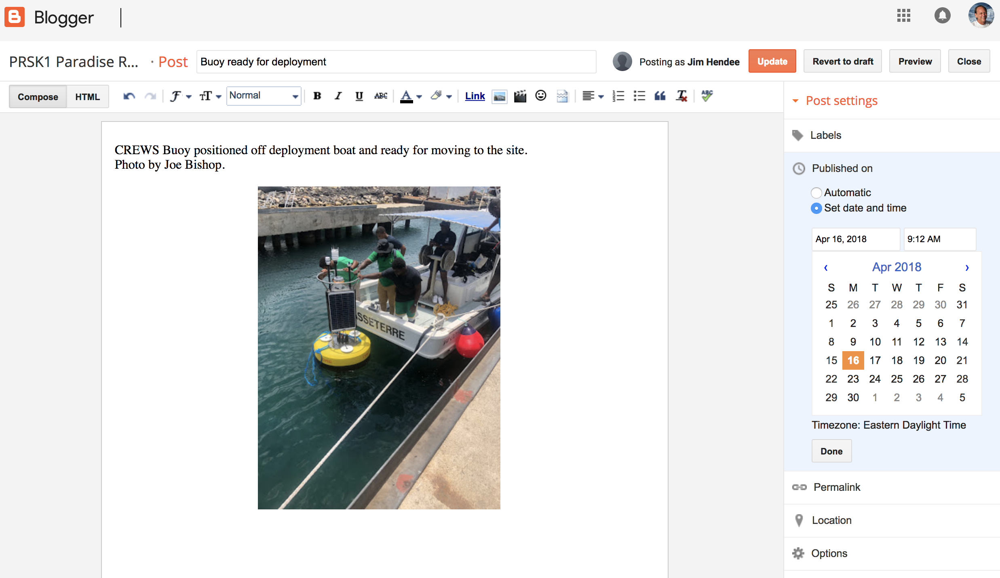 Blogger
PRSK1 Paradise R... · Post
Buoy ready for deployment
Posting as Jim Hendee
Update
Revert to draft
Preview
Close
Compose
HTML
Normal
B I U ABC
A
Link
ABC
CREWS Buoy positioned off deployment boat and ready for moving to the site.
Photo by Joe Bishop.
ASSETERRE
Post settings
Labels
Published on
Automatic
Set date and time
Apr 16, 2018
9:12 AM
‹ Apr 2018 ›
S M T W T F S
25 26 27 28 29 30 31
1 2 3 4 5 6 7
8 9 10 11 12 13 14
15 16 17 18 19 20 21
22 23 24 25 26 27 28
29 30 1 2 3 4 5
Timezone: Eastern Daylight Time
Done
Permalink
Location
Options